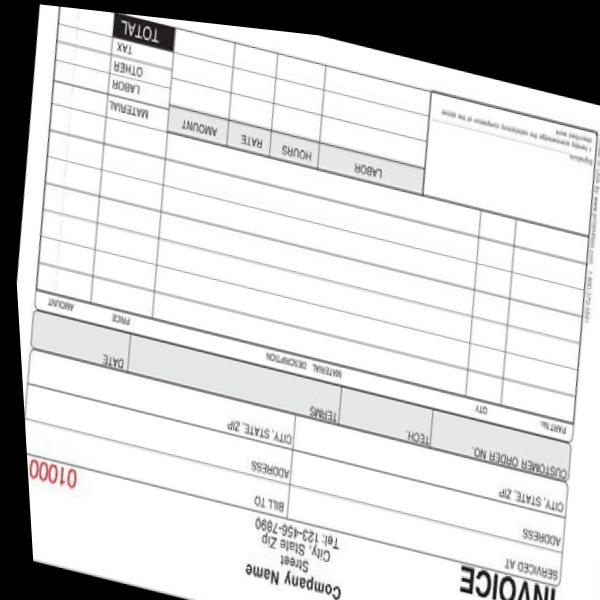 INVOICE
Company Name
Street
City, State Zip
Tel: 123-456-7890
01000
SERVICED AT
BILL TO
ADDRESS
ADDRESS
CITY, STATE, ZIP
CITY, STATE, ZIP
CUSTOMER ORDER NO.
TECH.
TERMS
DATE
PART No.
QTY
MATERIAL DESCRIPTION
PRICE
AMOUNT
LABOR
HOURS
RATE
AMOUNT
MATERIAL
LABOR
OTHER
TAX
TOTAL
Signature
I hereby acknowledge the satisfactory completion of the above
described work